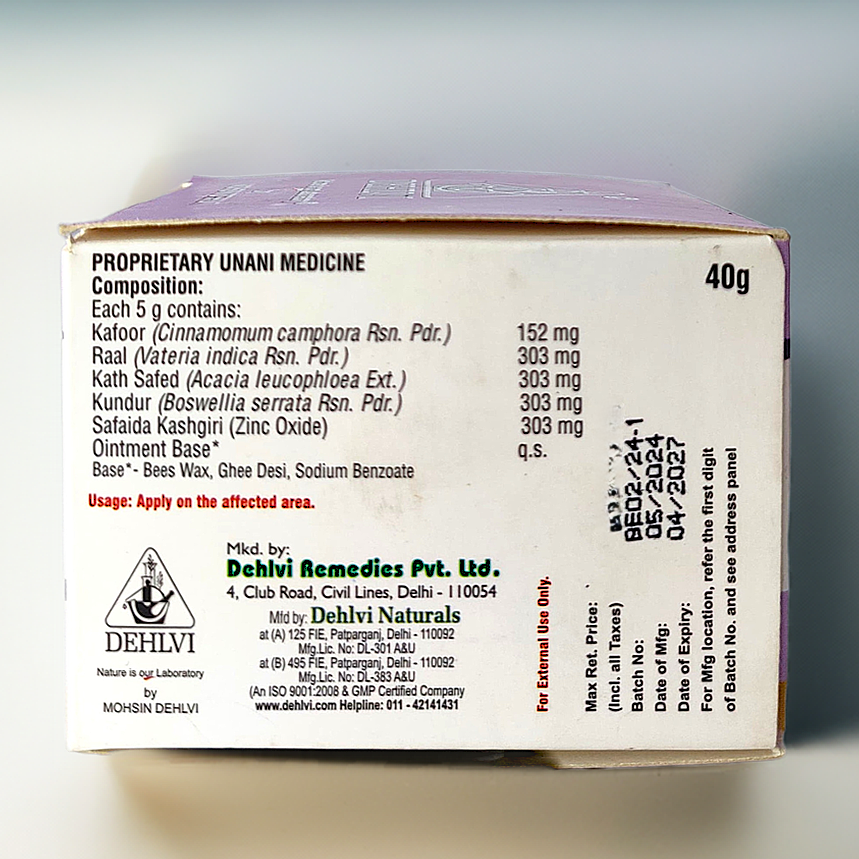 PROPRIETARY UNANI MEDICINE
40g
Composition:
Each 5 g contains:
Kafoor (Cinnamomum camphora Rsn. Pdr.) 152 mg
Raal (Vateria indica Rsn. Pdr.) 303 mg
Kath Safed (Acacia leucophloea Ext.) 303 mg
Kundur (Boswellia serrata Rsn. Pdr.) 303 mg
Safaida Kashgiri (Zinc Oxide) 303 mg
Ointment Base* q.s.
Base*- Bees Wax, Ghee Desi, Sodium Benzoate
Usage: Apply on the affected area.
DEHLVI
Nature is our Laboratory
by
MOHSIN DEHLVI
Mkd. by:
Dehlvi Remedies Pvt. Ltd.
4, Club Road, Civil Lines, Delhi - 110054
Mfd by: Dehlvi Naturals
at (A) 125 FIE, Patparganj, Delhi - 110092
Mfg.Lic. No: DL-301 A&U
at (B) 495 FIE, Patparganj, Delhi - 110092
Mfg.Lic. No: DL-383 A&U
(An ISO 9001:2008 & GMP Certified Company
www.dehlvi.com Helpline: 011 - 42141431
For External Use Only.
Max Ret. Price:
(Incl. all Taxes)
Batch No: BE02/24-1
Date of Mfg: 05/2024
Date of Expiry: 04/2027
For Mfg location, refer the first digit
of Batch No. and see address panel